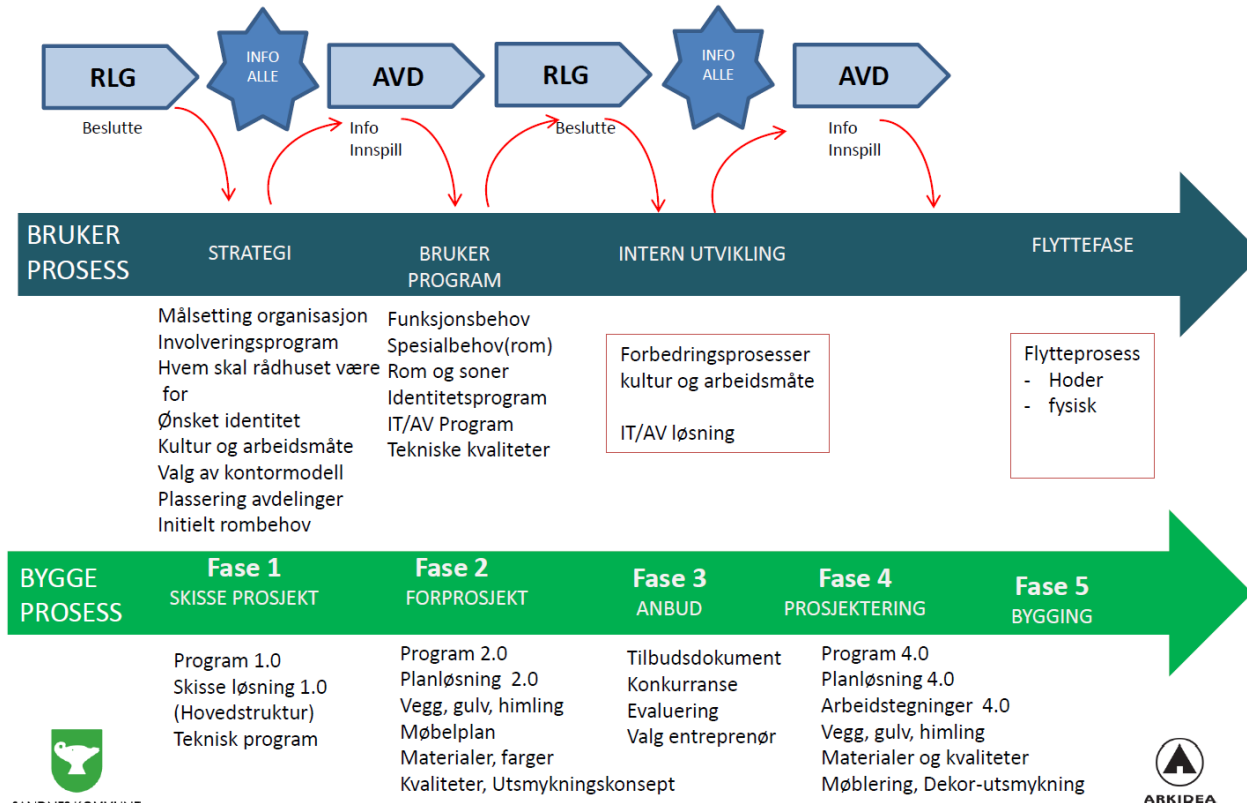 RLG
INFO
ALLE
AVD
RLG
INFO
ALLE
AVD
Beslutte
Info
Innspill
Beslutte
Info
Innspill
BRUKER
PROSESS
STRATEGI
BRUKER
PROGRAM
INTERN UTVIKLING
FLYTTEFASE
Målsetting organisasjon
Involveringsprogram
Hvem skal rådhuset være
for
Ønsket identitet
Kultur og arbeidsmåte
Valg av kontormodell
Plassering avdelinger
Initielt rombehov
Funksjonsbehov
Spesialbehov(rom)
Rom og soner
Identitetsprogram
IT/AV Program
Tekniske kvaliteter
Forbedringsprosesser
kultur og arbeidsmåte
IT/AV løsning
Flytteprosess
- Hoder
- fysisk
BYGGE
PROSESS
Fase 1
SKISSE PROSJEKT
Fase 2
FORPROSJEKT
Fase 3
ANBUD
Fase 4
PROSJEKTERING
Fase 5
BYGGING
Program 1.0
Skisse løsning 1.0
(Hovedstruktur)
Teknisk program
Program 2.0
Planløsning 2.0
Vegg, gulv, himling
Møbelplan
Materialer, farger
Kvaliteter, Utsmykningskonsept
Tilbudsdokument
Konkurranse
Evaluering
Valg entreprenør
Program 4.0
Planløsning 4.0
Arbeidstegninger 4.0
Vegg, gulv, himling
Materialer og kvaliteter
Møblering, Dekor-utsmykning
ARKIDEA